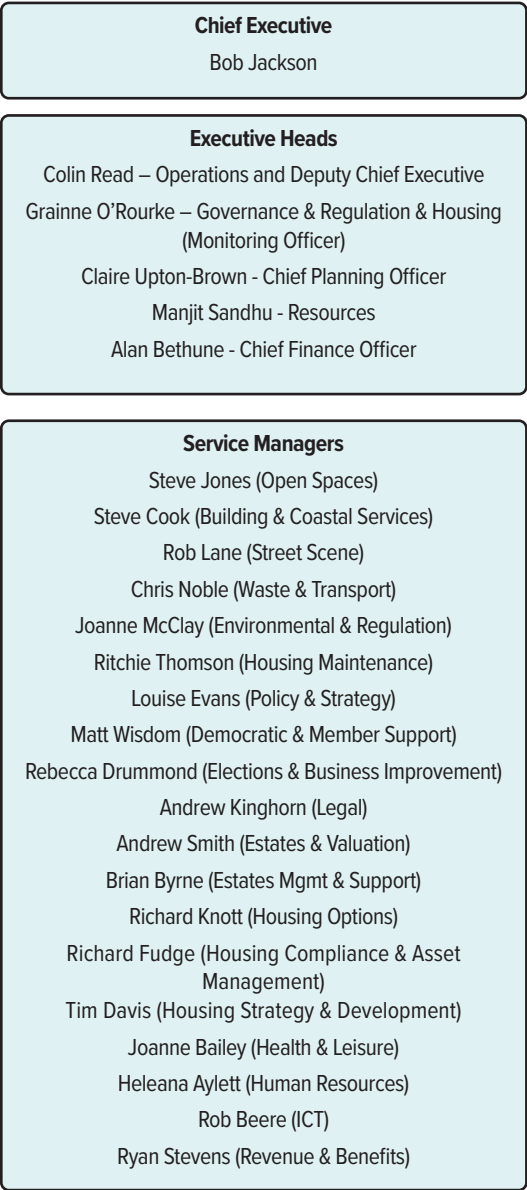 Chief Executive
Bob Jackson
Executive Heads
Colin Read – Operations and Deputy Chief Executive
Grainne O’Rourke – Governance & Regulation & Housing
(Monitoring Officer)
Claire Upton-Brown - Chief Planning Officer
Manjit Sandhu - Resources
Alan Bethune - Chief Finance Officer
Service Managers
Steve Jones (Open Spaces)
Steve Cook (Building & Coastal Services)
Rob Lane (Street Scene)
Chris Noble (Waste & Transport)
Joanne McClay (Environmental & Regulation)
Ritchie Thomson (Housing Maintenance)
Louise Evans (Policy & Strategy)
Matt Wisdom (Democratic & Member Support)
Rebecca Drummond (Elections & Business Improvement)
Andrew Kinghorn (Legal)
Andrew Smith (Estates & Valuation)
Brian Byrne (Estates Mgmt & Support)
Richard Knott (Housing Options)
Richard Fudge (Housing Compliance & Asset
Management)
Tim Davis (Housing Strategy & Development)
Joanne Bailey (Health & Leisure)
Heleana Aylett (Human Resources)
Rob Beere (ICT)
Ryan Stevens (Revenue & Benefits)